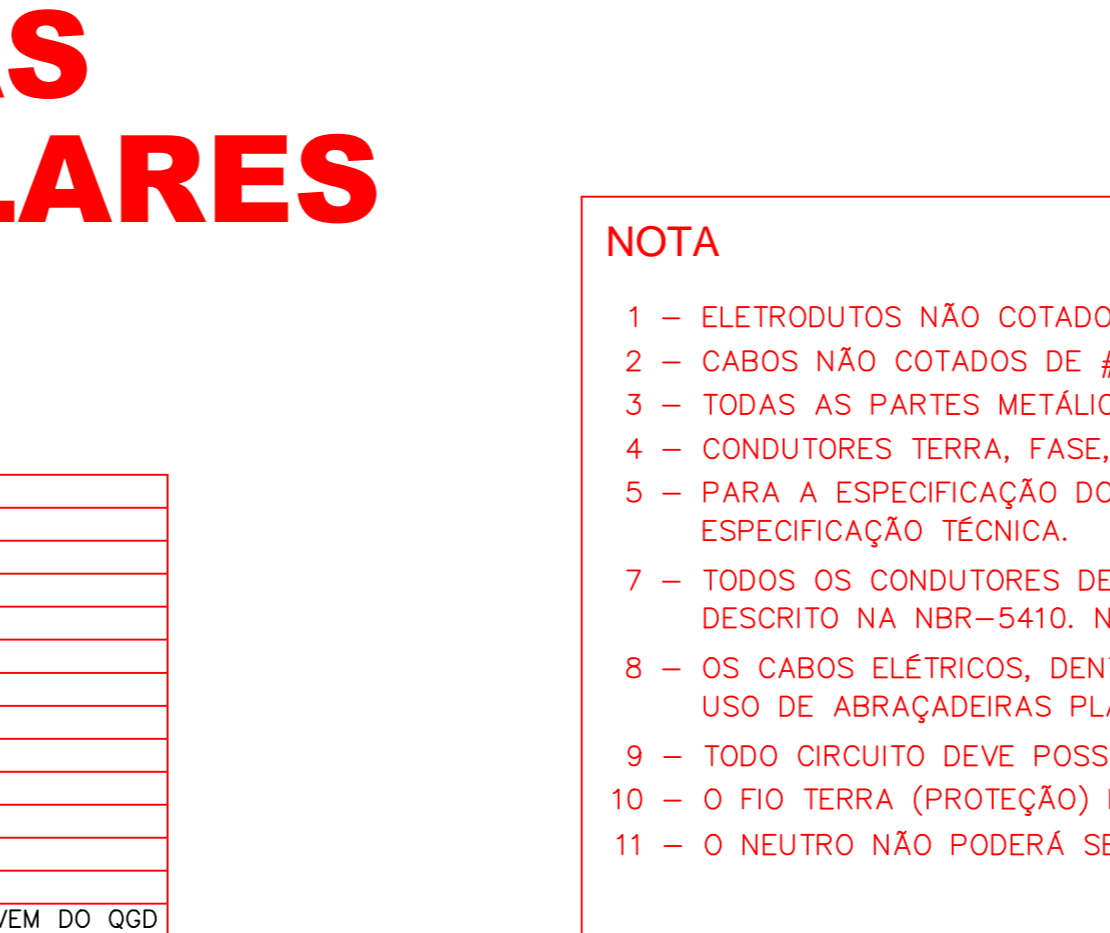 AS
LARES
NOTA
1 – ELETRODUTOS NÃO COTADO
2 – CABOS NÃO COTADOS DE #
3 – TODAS AS PARTES METÁLIC
4 – CONDUTORES TERRA, FASE,
5 – PARA A ESPECIFICAÇÃO DO
ESPECIFICAÇÃO TÉCNICA.
7 – TODOS OS CONDUTORES DE
DESCRITO NA NBR–5410. N
8 – OS CABOS ELÉTRICOS, DENT
USO DE ABRAÇADEIRAS PLA
9 – TODO CIRCUITO DEVE POSS
10 – O FIO TERRA (PROTEÇÃO)
11 – O NEUTRO NÃO PODERÁ SE
VEM DO QGD